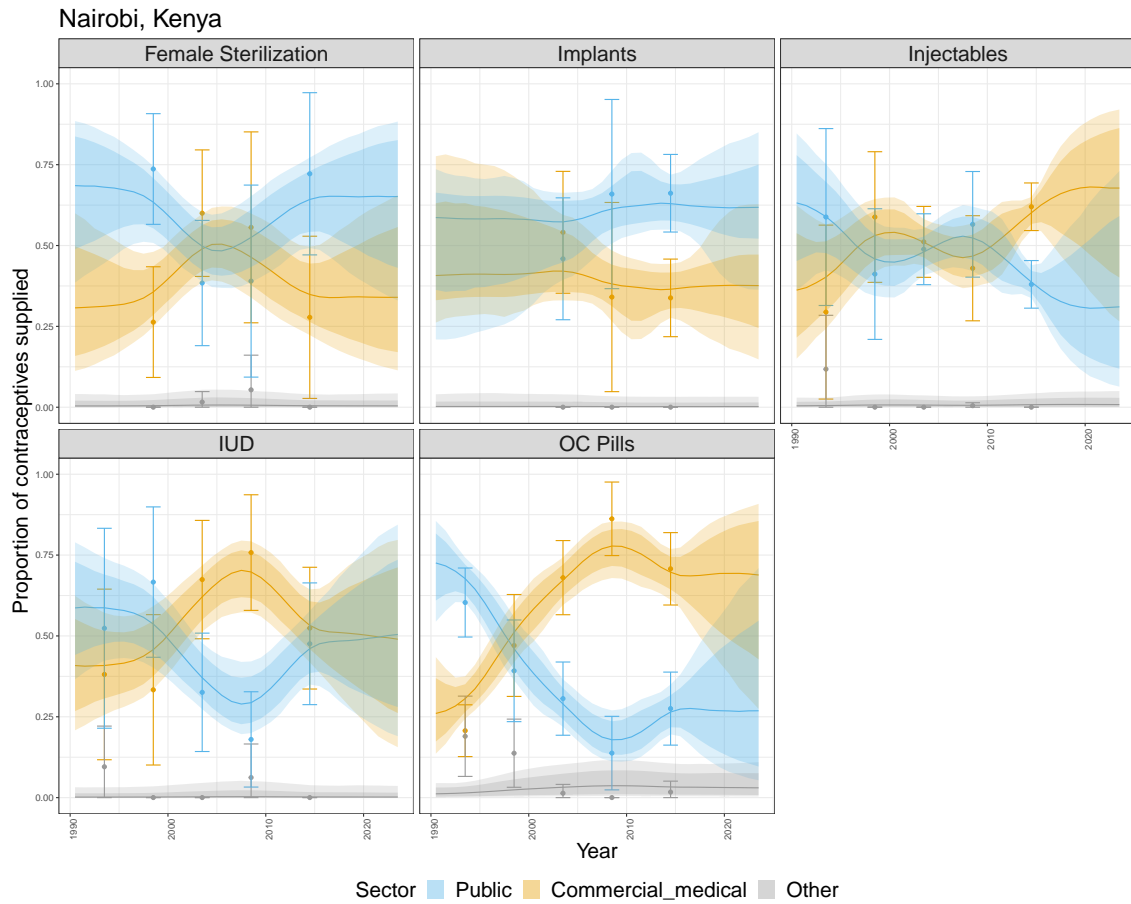 Nairobi, Kenya
Female Sterilization
Implants
Injectables
1.00
0.75
0.50
0.25
0.00
1990
2000
2010
2020
IUD
OC Pills
1.00
0.75
0.50
0.25
0.00
1990
2000
2010
2020
1990
2000
2010
2020
Proportion of contraceptives supplied
Year
Sector Public Commercial_medical Other